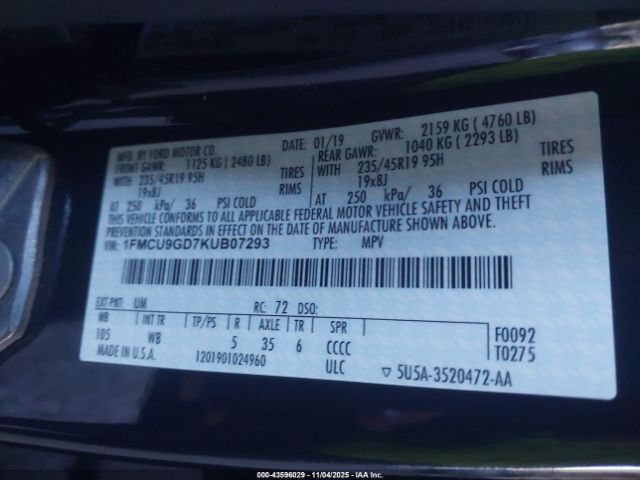 MFD. BY FORD MOTOR CO.
DATE: 01/19 GVWR: 2159 KG ( 4760 LB)
FRONT GAWR: 1125 KG ( 2480 LB) REAR GAWR: 1040 KG ( 2293 LB)
WITH 235/45R19 95H TIRES WITH 235/45R19 95H TIRES
19x8J RIMS 19x8J RIMS
AT 250 kPa/ 36 PSI COLD AT 250 kPa/ 36 PSI COLD
THIS VEHICLE CONFORMS TO ALL APPLICABLE FEDERAL MOTOR VEHICLE SAFETY AND THEFT
PREVENTION STANDARDS IN EFFECT ON THE DATE OF MANUFACTURE SHOWN ABOVE.
VIN: 1FMCU9GD7KUB07293 TYPE: MPV
EXT PNT: UM RC: 72 DSO:
WB INT TR TP/PS R AXLE TR SPR
105 WB 5 35 6 CCCC
F0092
T0275
MADE IN U.S.A. 1201901024960 ULC
5U5A-3520472-AA
000-43596029 - 11/04/2025 - IAA Inc.